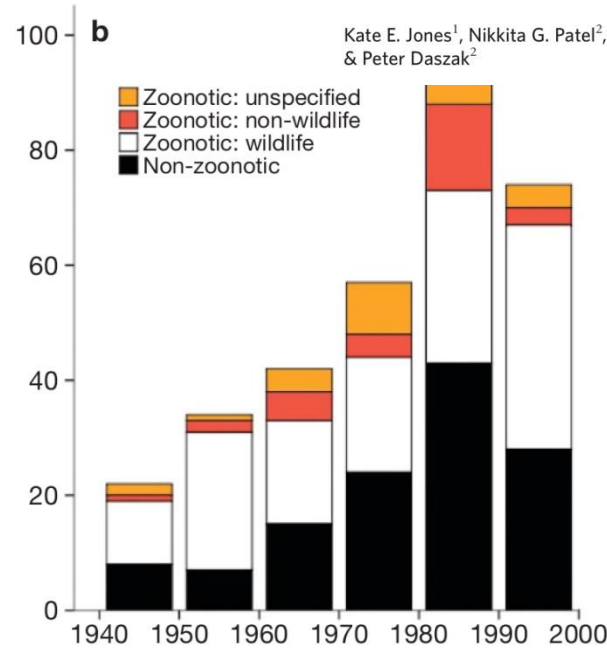 b
Kate E. Jones¹, Nikkita G. Patel²,
& Peter Daszak²
100
80
60
40
20
0
Zoonotic: unspecified
Zoonotic: non-wildlife
Zoonotic: wildlife
Non-zoonotic
1940 1950 1960 1970 1980 1990 2000